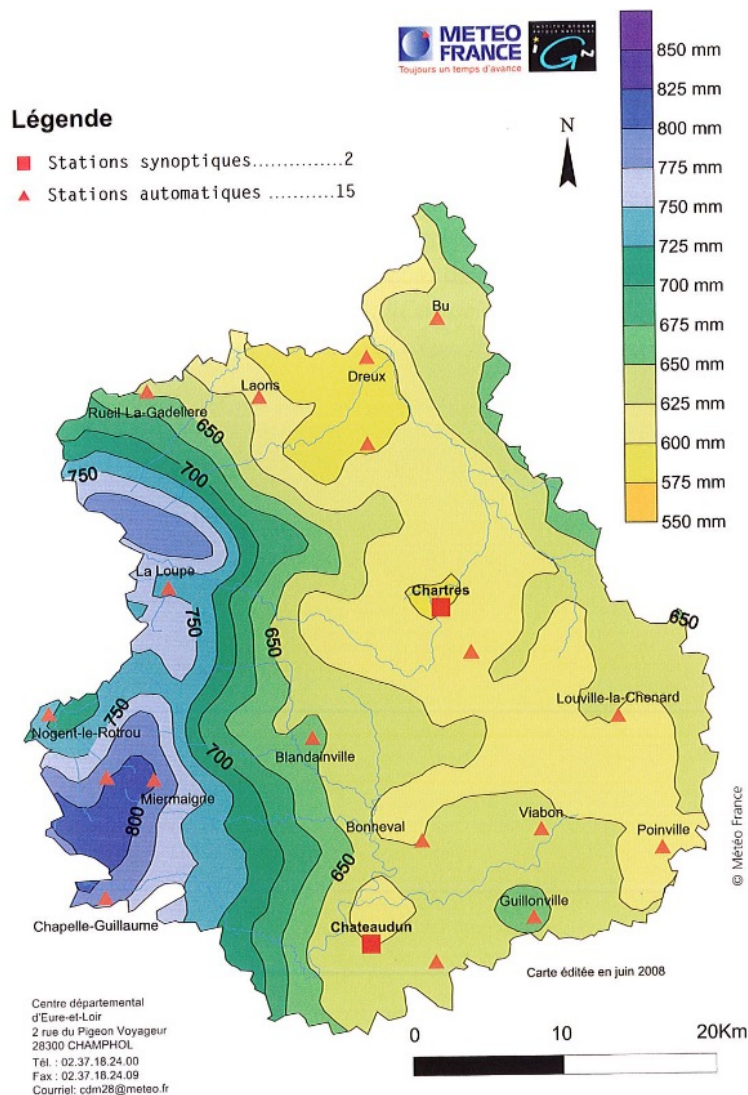 METEO
FRANCE
Toujours un temps d'avance
INSTITUT GEOGRAPHIQUE NATIONAL
iGN
Légende
Stations synoptiques..............2
Stations automatiques ..........15
N
850 mm
825 mm
800 mm
775 mm
750 mm
725 mm
700 mm
675 mm
650 mm
625 mm
600 mm
575 mm
550 mm
Bu
Dreux
Laons
Rueil-La-Gadeliere
650
750
700
La Loupe
Chartres
750
650
650
Louville-la-Chenard
750
Nogent-le-Rotrou
700
Blandainville
Miermaigne
800
Bonneval
Viabon
Poinville
650
Guillonville
Chapelle-Guillaume
Chateaudun
© Météo France
Carte éditée en juin 2008
Centre départemental
d'Eure-et-Loir
2 rue du Pigeon Voyageur
28300 CHAMPHOL
Tél. : 02.37.18.24.00
Fax : 02.37.18.24.09
Courriel: cdm28@meteo.fr
0 10 20Km